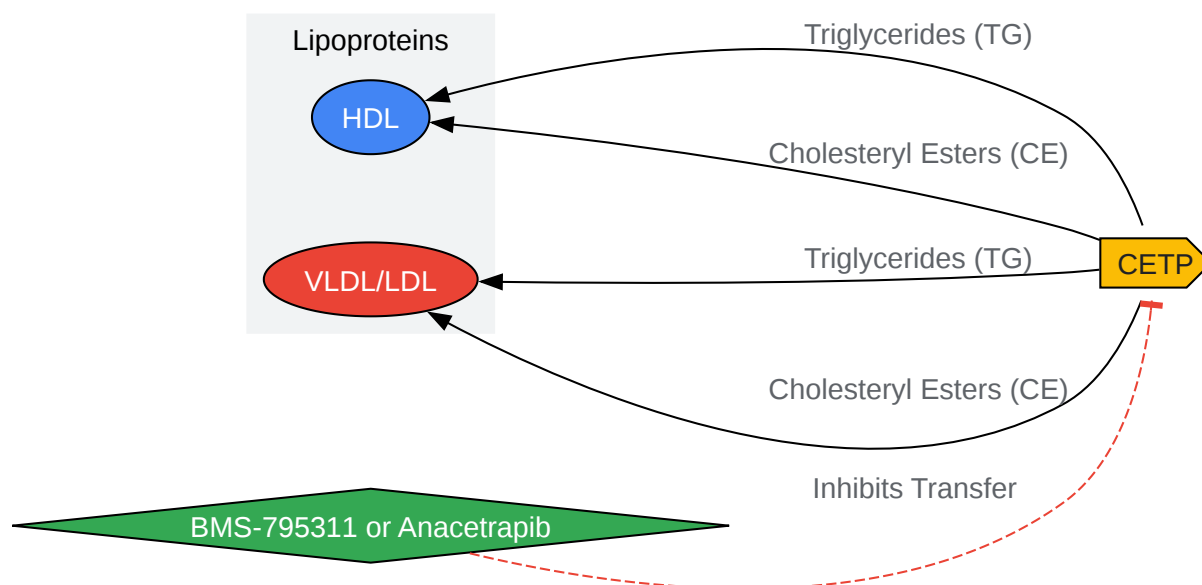 Lipoproteins
Triglycerides (TG)
HDL
Cholesteryl Esters (CE)
Triglycerides (TG)
CETP
VLDL/LDL
Cholesteryl Esters (CE)
Inhibits Transfer
BMS-795311 or Anacetrapib